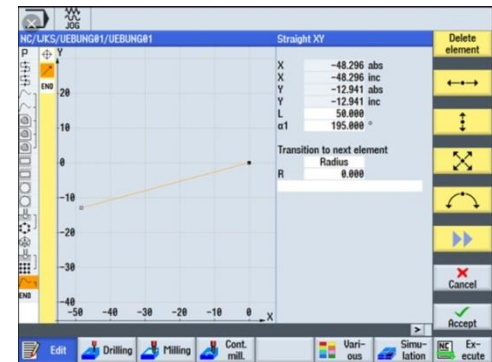 JOG
NC/WKS/UEBUNG01/UEBUNG01
P
END
END
Y
20
10
0
-10
-20
-30
-40
-50
-40
-30
-20
-10
0
X
Straight XY
X -48.296 abs
X -48.296 inc
Y -12.941 abs
Y -12.941 inc
L 50.000
α1 195.000 °
Transition to next element
Radius
R 0.000
Delete
element
Cancel
Accept
Edit
Drilling
Milling
Cont.
mill.
Vari-
ous
Simu-
lation
NC
Ex-
ecute